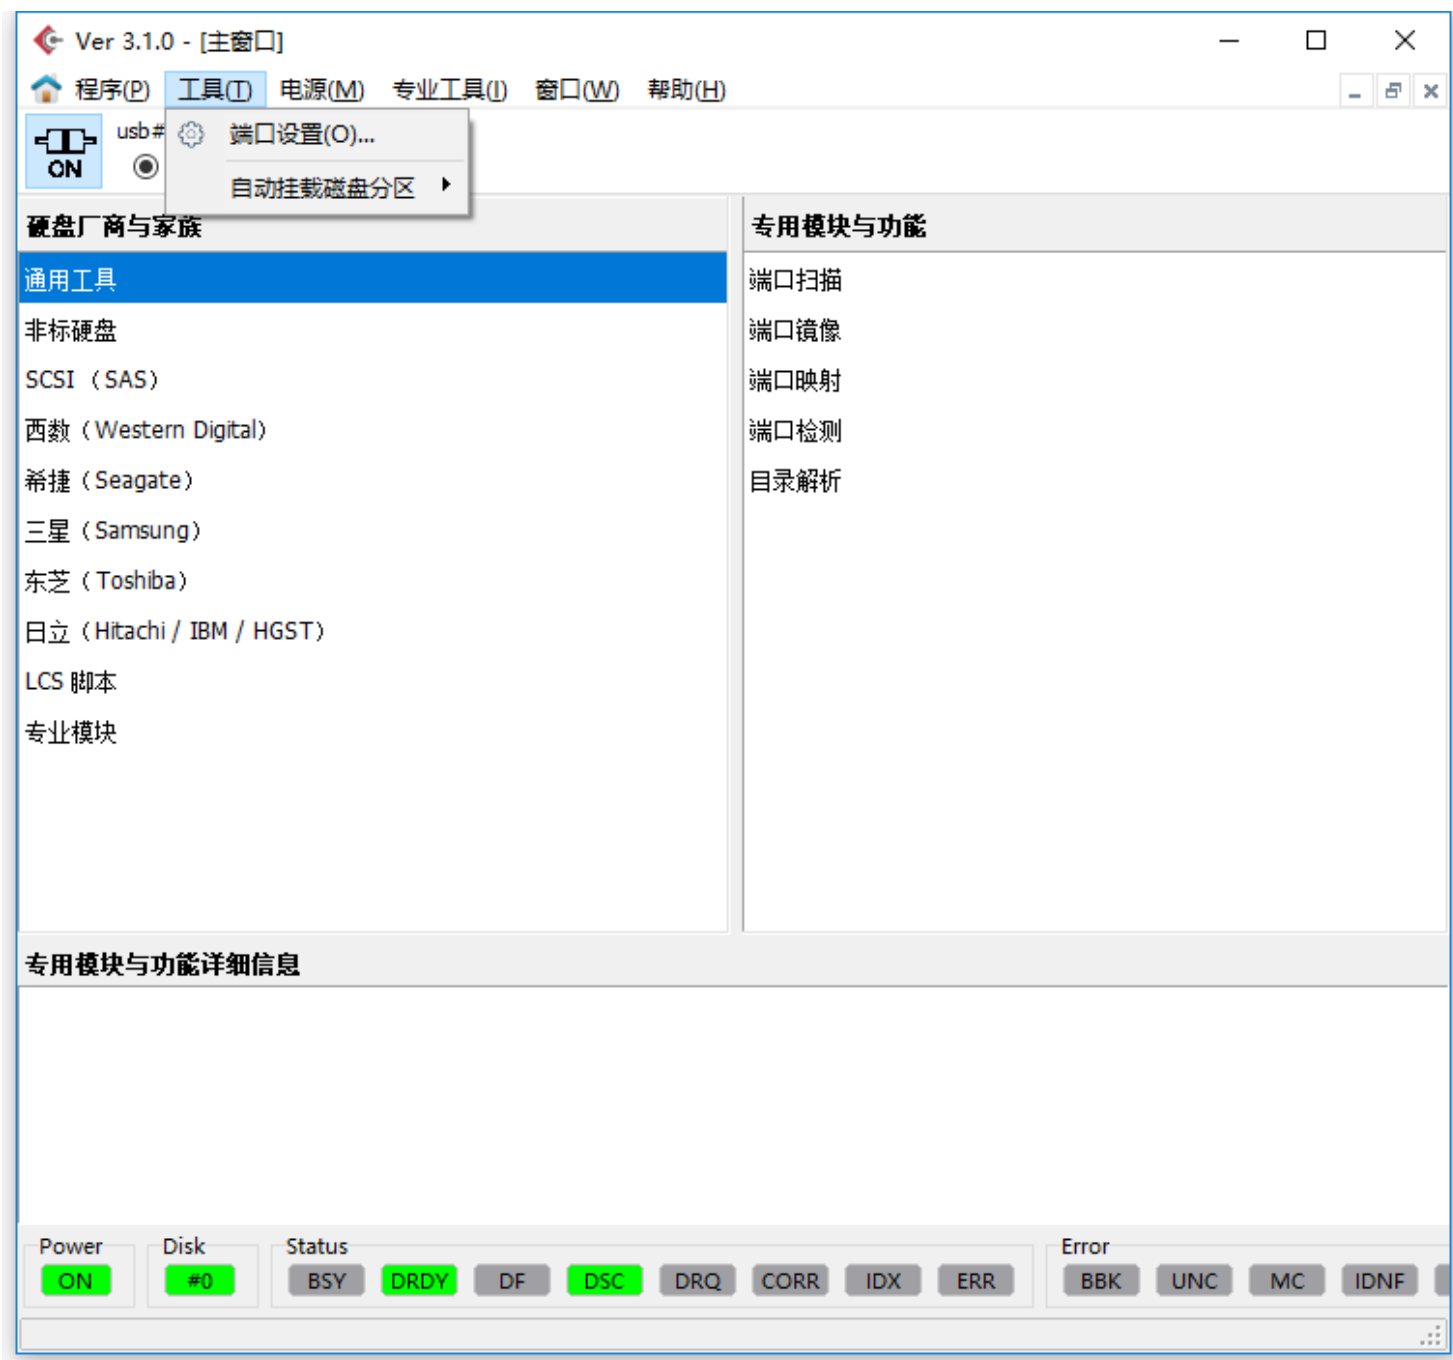 Ver 3.1.0 - [主窗口]
程序(P) 工具(T) 电源(M) 专业工具(I) 窗口(W) 帮助(H)
ON usb#
端口设置(O)...
自动挂载磁盘分区
硬盘厂商与家族
通用工具
非标硬盘
SCSI （SAS）
西数（Western Digital）
希捷（Seagate）
三星（Samsung）
东芝（Toshiba）
日立（Hitachi / IBM / HGST）
LCS 脚本
专业模块
专用模块与功能
端口扫描
端口镜像
端口映射
端口检测
目录解析
专用模块与功能详细信息
Power Disk Status Error
ON #0 BSY DRDY DF DSC DRQ CORR IDX ERR BBK UNC MC IDNF